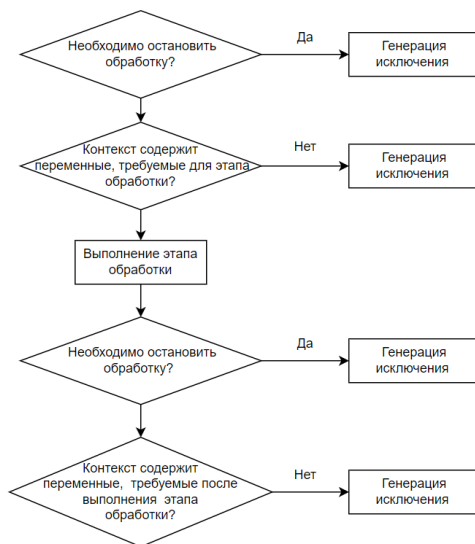 Необходимо остановить
обработку?
Да
Генерация
исключения
Контекст содержит
переменные, требуемые для этапа
обработки?
Нет
Генерация
исключения
Выполнение этапа
обработки
Необходимо остановить
обработку?
Да
Генерация
исключения
Контекст содержит
переменные, требуемые после
выполнения этапа
обработки?
Нет
Генерация
исключения